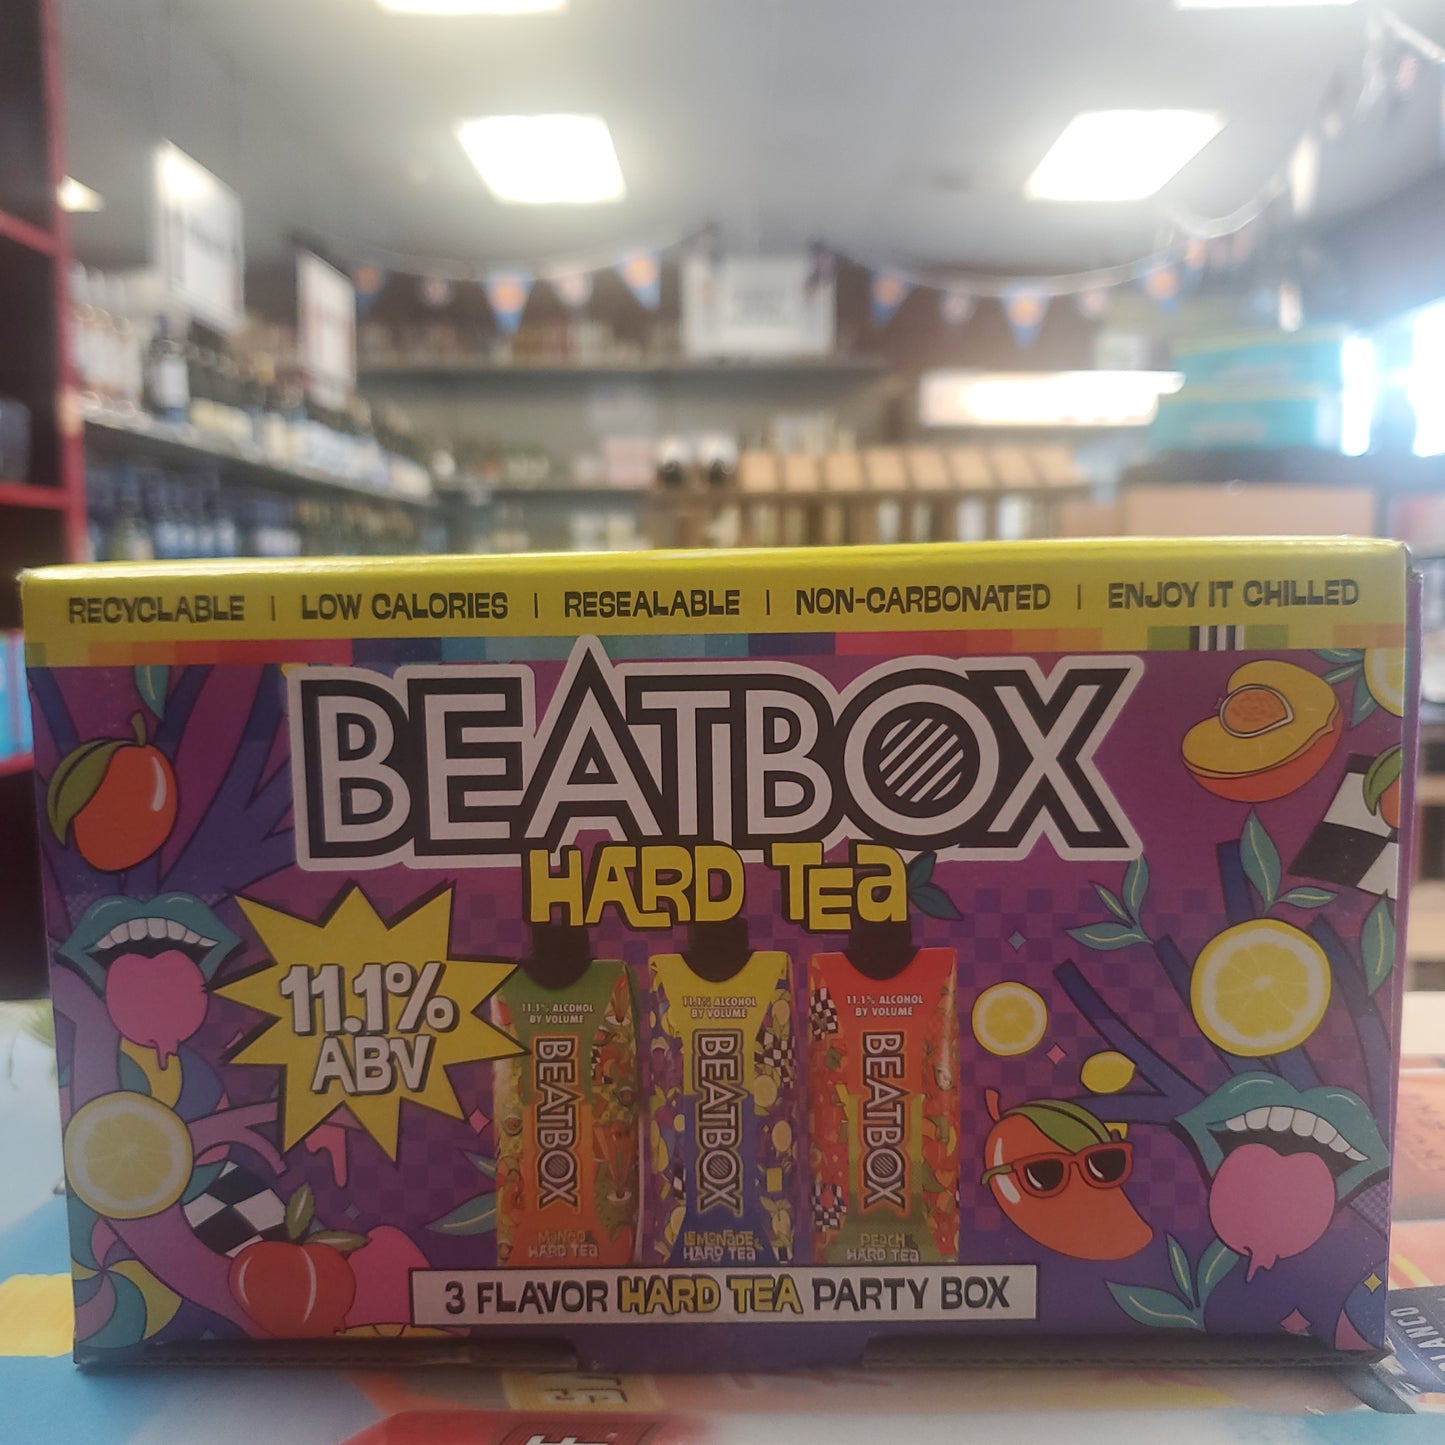 RECYCLABLE | LOW CALORIES | RESEALABLE | NON-CARBONATED | ENJOY IT CHILLED
BEATBOX
HARD TEA
11.1%
ABV
11.1% ALCOHOL
BY VOLUME
BEATBOX
MANGO
HARD TEA
11.1% ALCOHOL
BY VOLUME
BEATBOX
LEMONADE
HARD TEA
11.1% ALCOHOL
BY VOLUME
BEATBOX
PEACH
HARD TEA
3 FLAVOR HARD TEA PARTY BOX